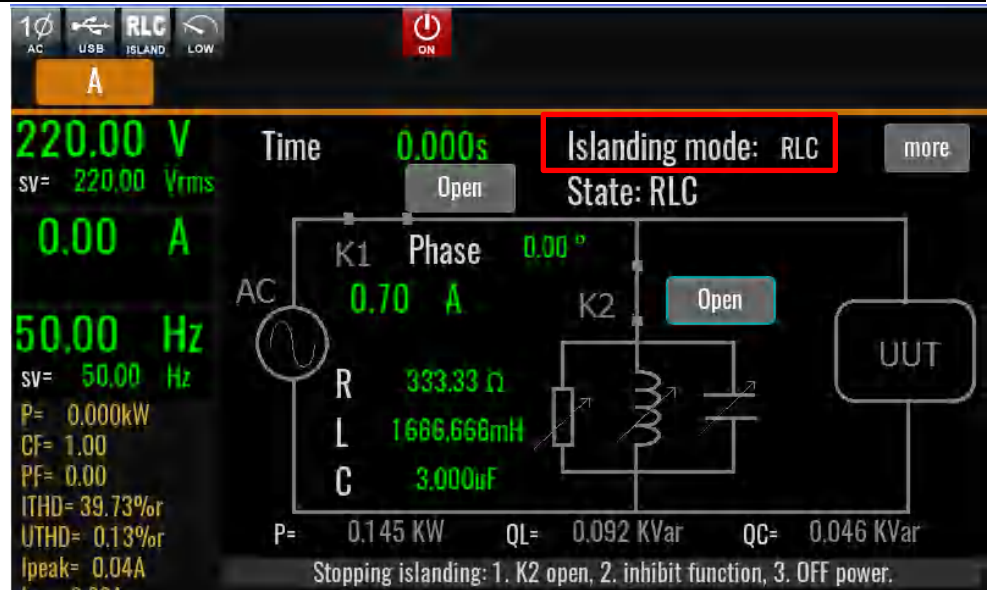 1Ø RLC
AC USB ISLAND LOW ON
A
220.00 V
sv= 220.00 Vrms
0.00 A
50.00 Hz
sv= 50.00 Hz
P= 0.000kW
CF= 1.00
PF= 0.00
ITHD= 39.73%r
UTHD= 0.13%r
Ipeak= 0.04A
Time 0.000s Islanding mode: RLC more
Open State: RLC
K1 Phase 0.00 °
AC 0.70 A K2 Open
UUT
R 333.33 Ω
L 1666.666mH
C 3.000uF
P= 0.145 KW QL= 0.092 KVar QC= 0.046 KVar
Stopping islanding: 1. K2 open, 2. inhibit function, 3. OFF power.